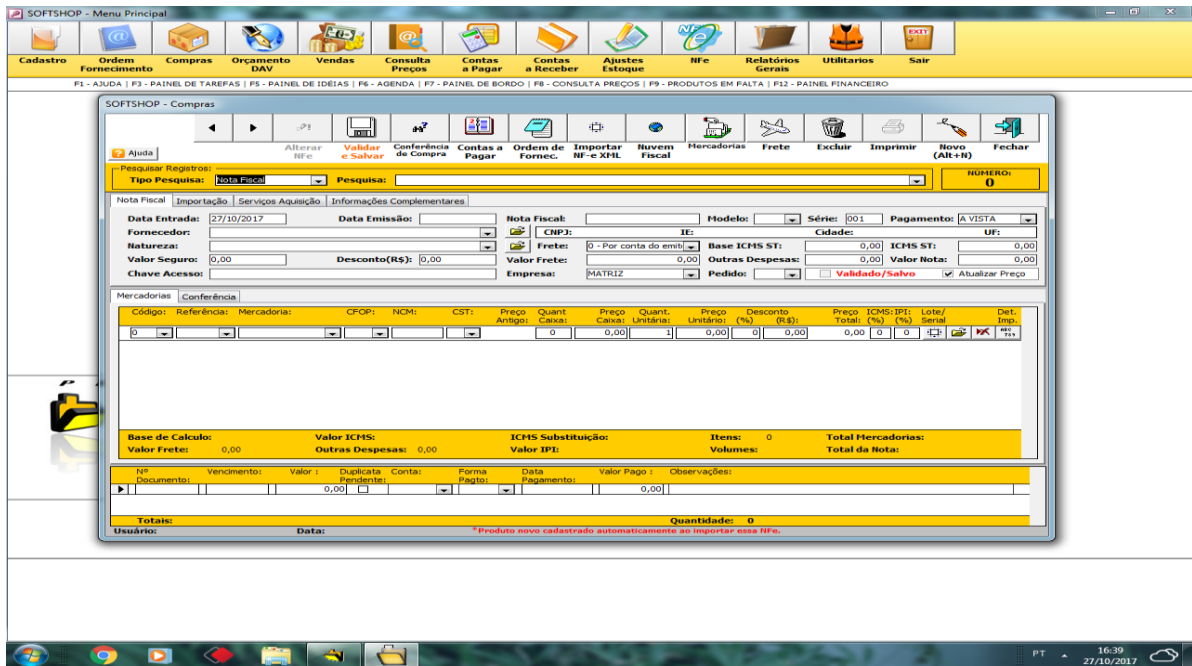 SOFTSHOP - Menu Principal
Cadastro
Ordem Fornecimento
Compras
Orçamento DAV
Vendas
Consulta Preços
Contas a Pagar
Contas a Receber
Ajustes Estoque
NFe
Relatórios Gerais
Utilitarios
EXIT
Sair
F1 - AJUDA | F3 - PAINEL DE TAREFAS | F5 - PAINEL DE IDÉIAS | F6 - AGENDA | F7 - PAINEL DE BORDO | F8 - CONSULTA PREÇOS | F9 - PRODUTOS EM FALTA | F12 - PAINEL FINANCEIRO
SOFTSHOP - Compras
Ajuda
Alterar NFe
Validar e Salvar
Conferência de Compra
Contas a Pagar
Ordem de Fornec.
Importar NF-e XML
Nuvem Fiscal
Mercadorias
Frete
Excluir
Imprimir
Novo (Alt+N)
Fechar
Pesquisar Registros:
Tipo Pesquisa: Nota Fiscal Pesquisa:
NÚMERO:
0
Nota Fiscal Importação Serviços Aquisição Informações Complementares
Data Entrada: 27/10/2017 Data Emissão: Nota Fiscal: Modelo: Série: 001 Pagamento: A VISTA
Fornecedor: CNPJ: IE: Cidade: UF:
Natureza: Frete: 0 - Por conta do emit Base ICMS ST: 0,00 ICMS ST: 0,00
Valor Seguro: 0,00 Desconto(R$): 0,00 Valor Frete: 0,00 Outras Despesas: 0,00 Valor Nota: 0,00
Chave Acesso: Empresa: MATRIZ Pedido: Validado/Salvo Atualizar Preço
Mercadorias Conferência
Código: Referência: Mercadoria: CFOP: NCM: CST: Preço Antigo: Quant Caixa: Preço Caixa: Quant. Unitária: Preço Unitário: Desconto (%) (R$): Preço Total: ICMS: (%) IPI: (%) Lote/ Serial Det. Imp.
0 0 0,00 1 0,00 0 0,00 0,00 0 0 ABC 789
Base de Calculo: Valor ICMS: ICMS Substituição: Itens: 0 Total Mercadorias:
Valor Frete: 0,00 Outras Despesas: 0,00 Valor IPI: Volumes: Total da Nota:
Nº Documento: Vencimento: Valor : Duplicata Pendente: Conta: Forma Pagto: Data Pagamento: Valor Pago : Observações:
0,00 0,00
Totais: Quantidade: 0
Usuário: Data: *Produto novo cadastrado automaticamente ao importar essa NFe.
P
PT
16:39
27/10/2017